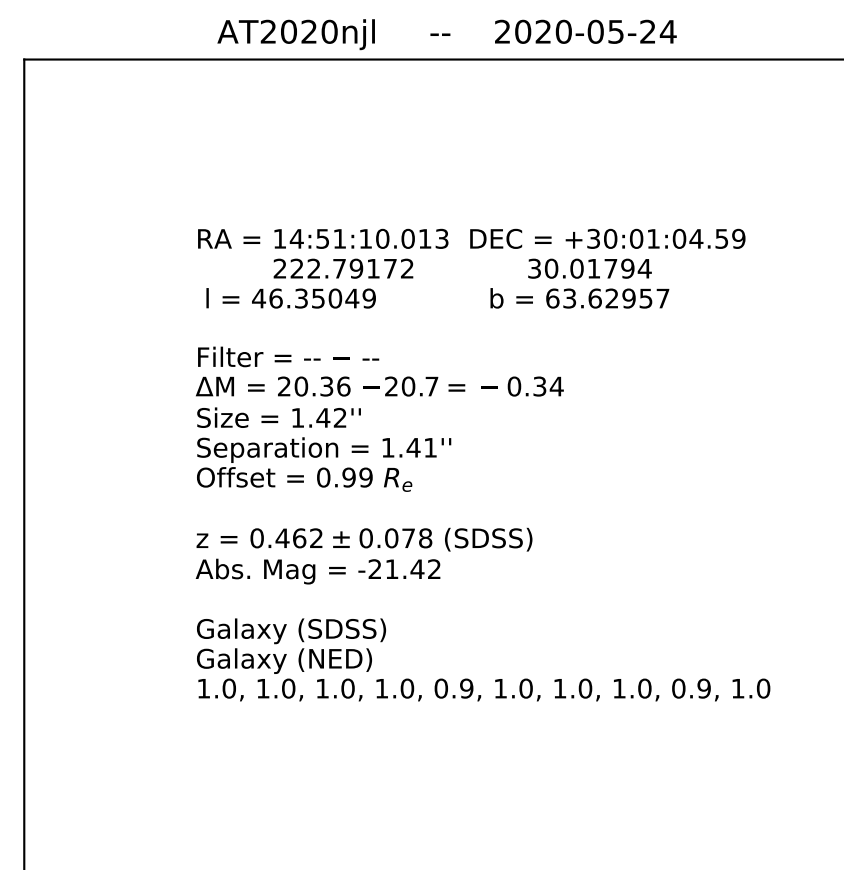 AT2020njl -- 2020-05-24
RA = 14:51:10.013 DEC = +30:01:04.59
222.79172 30.01794
l = 46.35049 b = 63.62957
Filter = -- − --
ΔM = 20.36 −20.7 = − 0.34
Size = 1.42''
Separation = 1.41''
Offset = 0.99 Rₑ
z = 0.462 ± 0.078 (SDSS)
Abs. Mag = -21.42
Galaxy (SDSS)
Galaxy (NED)
1.0, 1.0, 1.0, 1.0, 0.9, 1.0, 1.0, 1.0, 0.9, 1.0